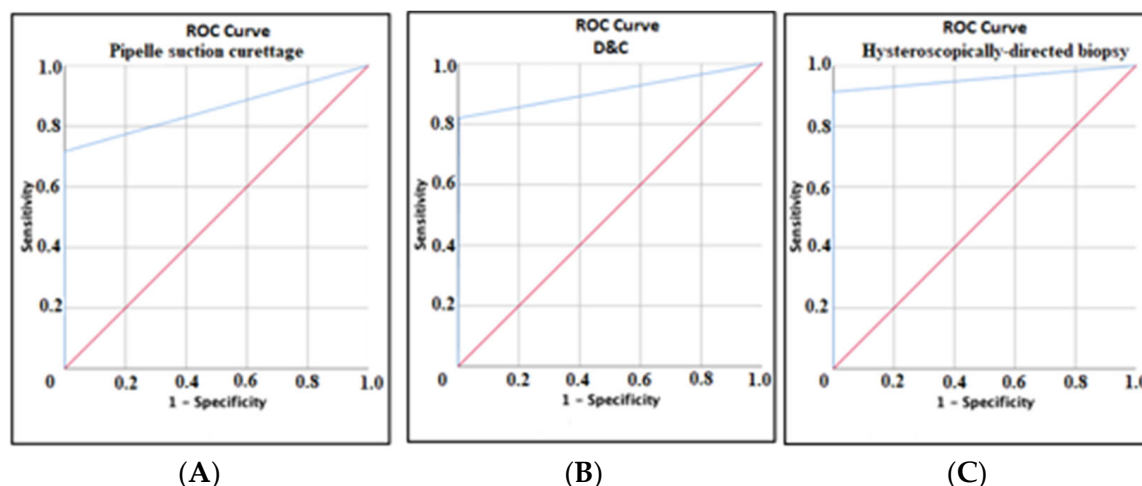 ROC Curve
Pipelle suction curettage
1.0
0.8
0.6
0.4
0.2
0
Sensitivity
0.2 0.4 0.6 0.8 1.0
1 - Specificity
(A)
ROC Curve
D&C
1.0
0.8
0.6
0.4
0.2
0
Sensitivity
0.2 0.4 0.6 0.8 1.0
1 - Specificity
(B)
ROC Curve
Hysteroscopically-directed biopsy
1.0
0.8
0.6
0.4
0.2
0
Sensitivity
0.2 0.4 0.6 0.8 1.0
1 - Specificity
(C)